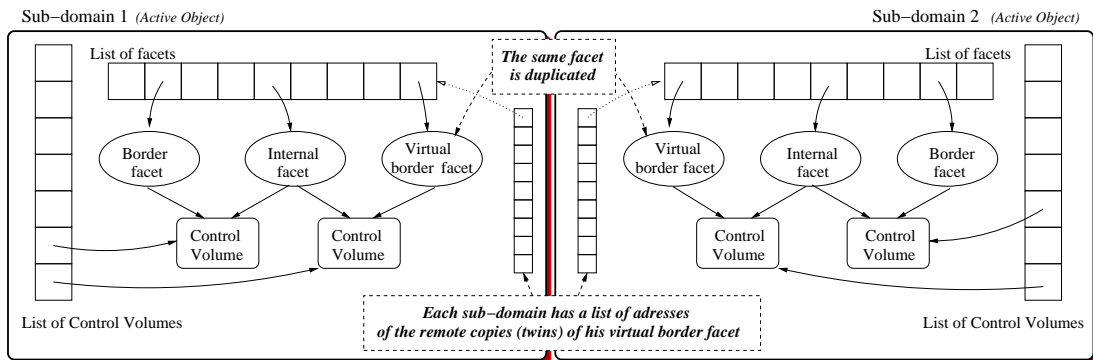 Sub−domain 1 (Active Object)
Sub−domain 2 (Active Object)
List of facets
The same facet
is duplicated
List of facets
Border
facet
Internal
facet
Virtual
border facet
Virtual
border facet
Internal
facet
Border
facet
Control
Volume
Control
Volume
Control
Volume
Control
Volume
Each sub−domain has a list of adresses
of the remote copies (twins) of his virtual border facet
List of Control Volumes
List of Control Volumes